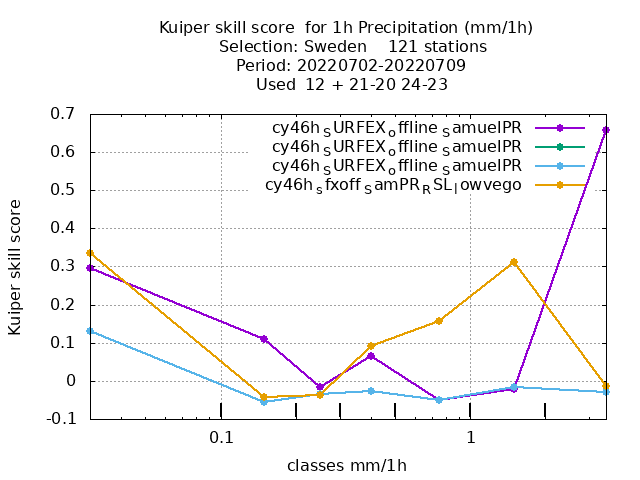 Kuiper skill score  for 1h Precipitation (mm/1h)
Selection: Sweden    121 stations
Period: 20220702-20220709
Used  12 + 21-20 24-23
cy46h_SURFEX_offline_SamuelPR
cy46h_SURFEX_offline_SamuelPR
cy46h_SURFEX_offline_SamuelPR
cy46h_sfxoff_SamPR_RSL_lowvego
Kuiper skill score
0.7
0.6
0.5
0.4
0.3
0.2
0.1
0
-0.1
0.1 1
classes mm/1h